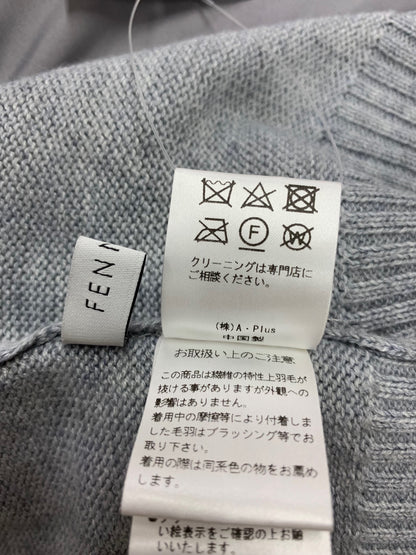 FENN
F
W
クリーニングは専門店に
ご相談ください。
(株)A・Plus
中国製
お取扱い上のご注意
この商品は繊維の特性上羽毛が
抜ける事がありますが外観への
影響はありません。
着用中の摩擦等により付着しま
した毛羽はブラッシング等でお
取り下さい。
着用の際は同系色の物をお薦め
します。
い絵表示をご確認の上お願い
いいたします。